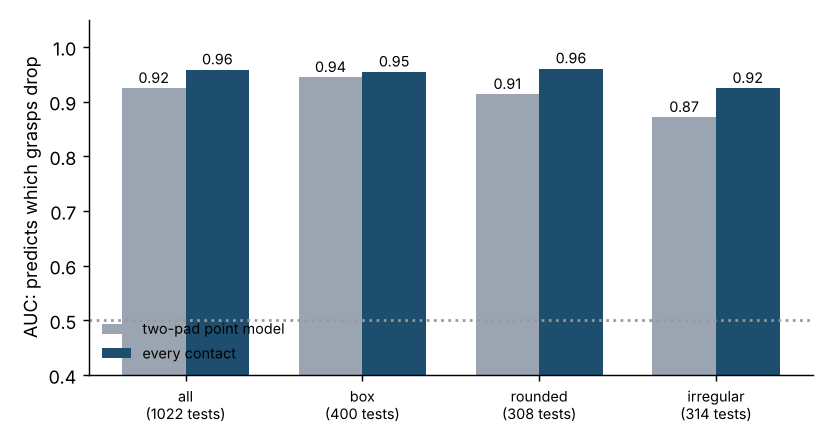 AUC: predicts which grasps drop
1.0
0.9
0.8
0.7
0.6
0.5
0.4
0.92
0.96
0.94
0.95
0.91
0.96
0.87
0.92
two-pad point model
every contact
all
(1022 tests)
box
(400 tests)
rounded
(308 tests)
irregular
(314 tests)